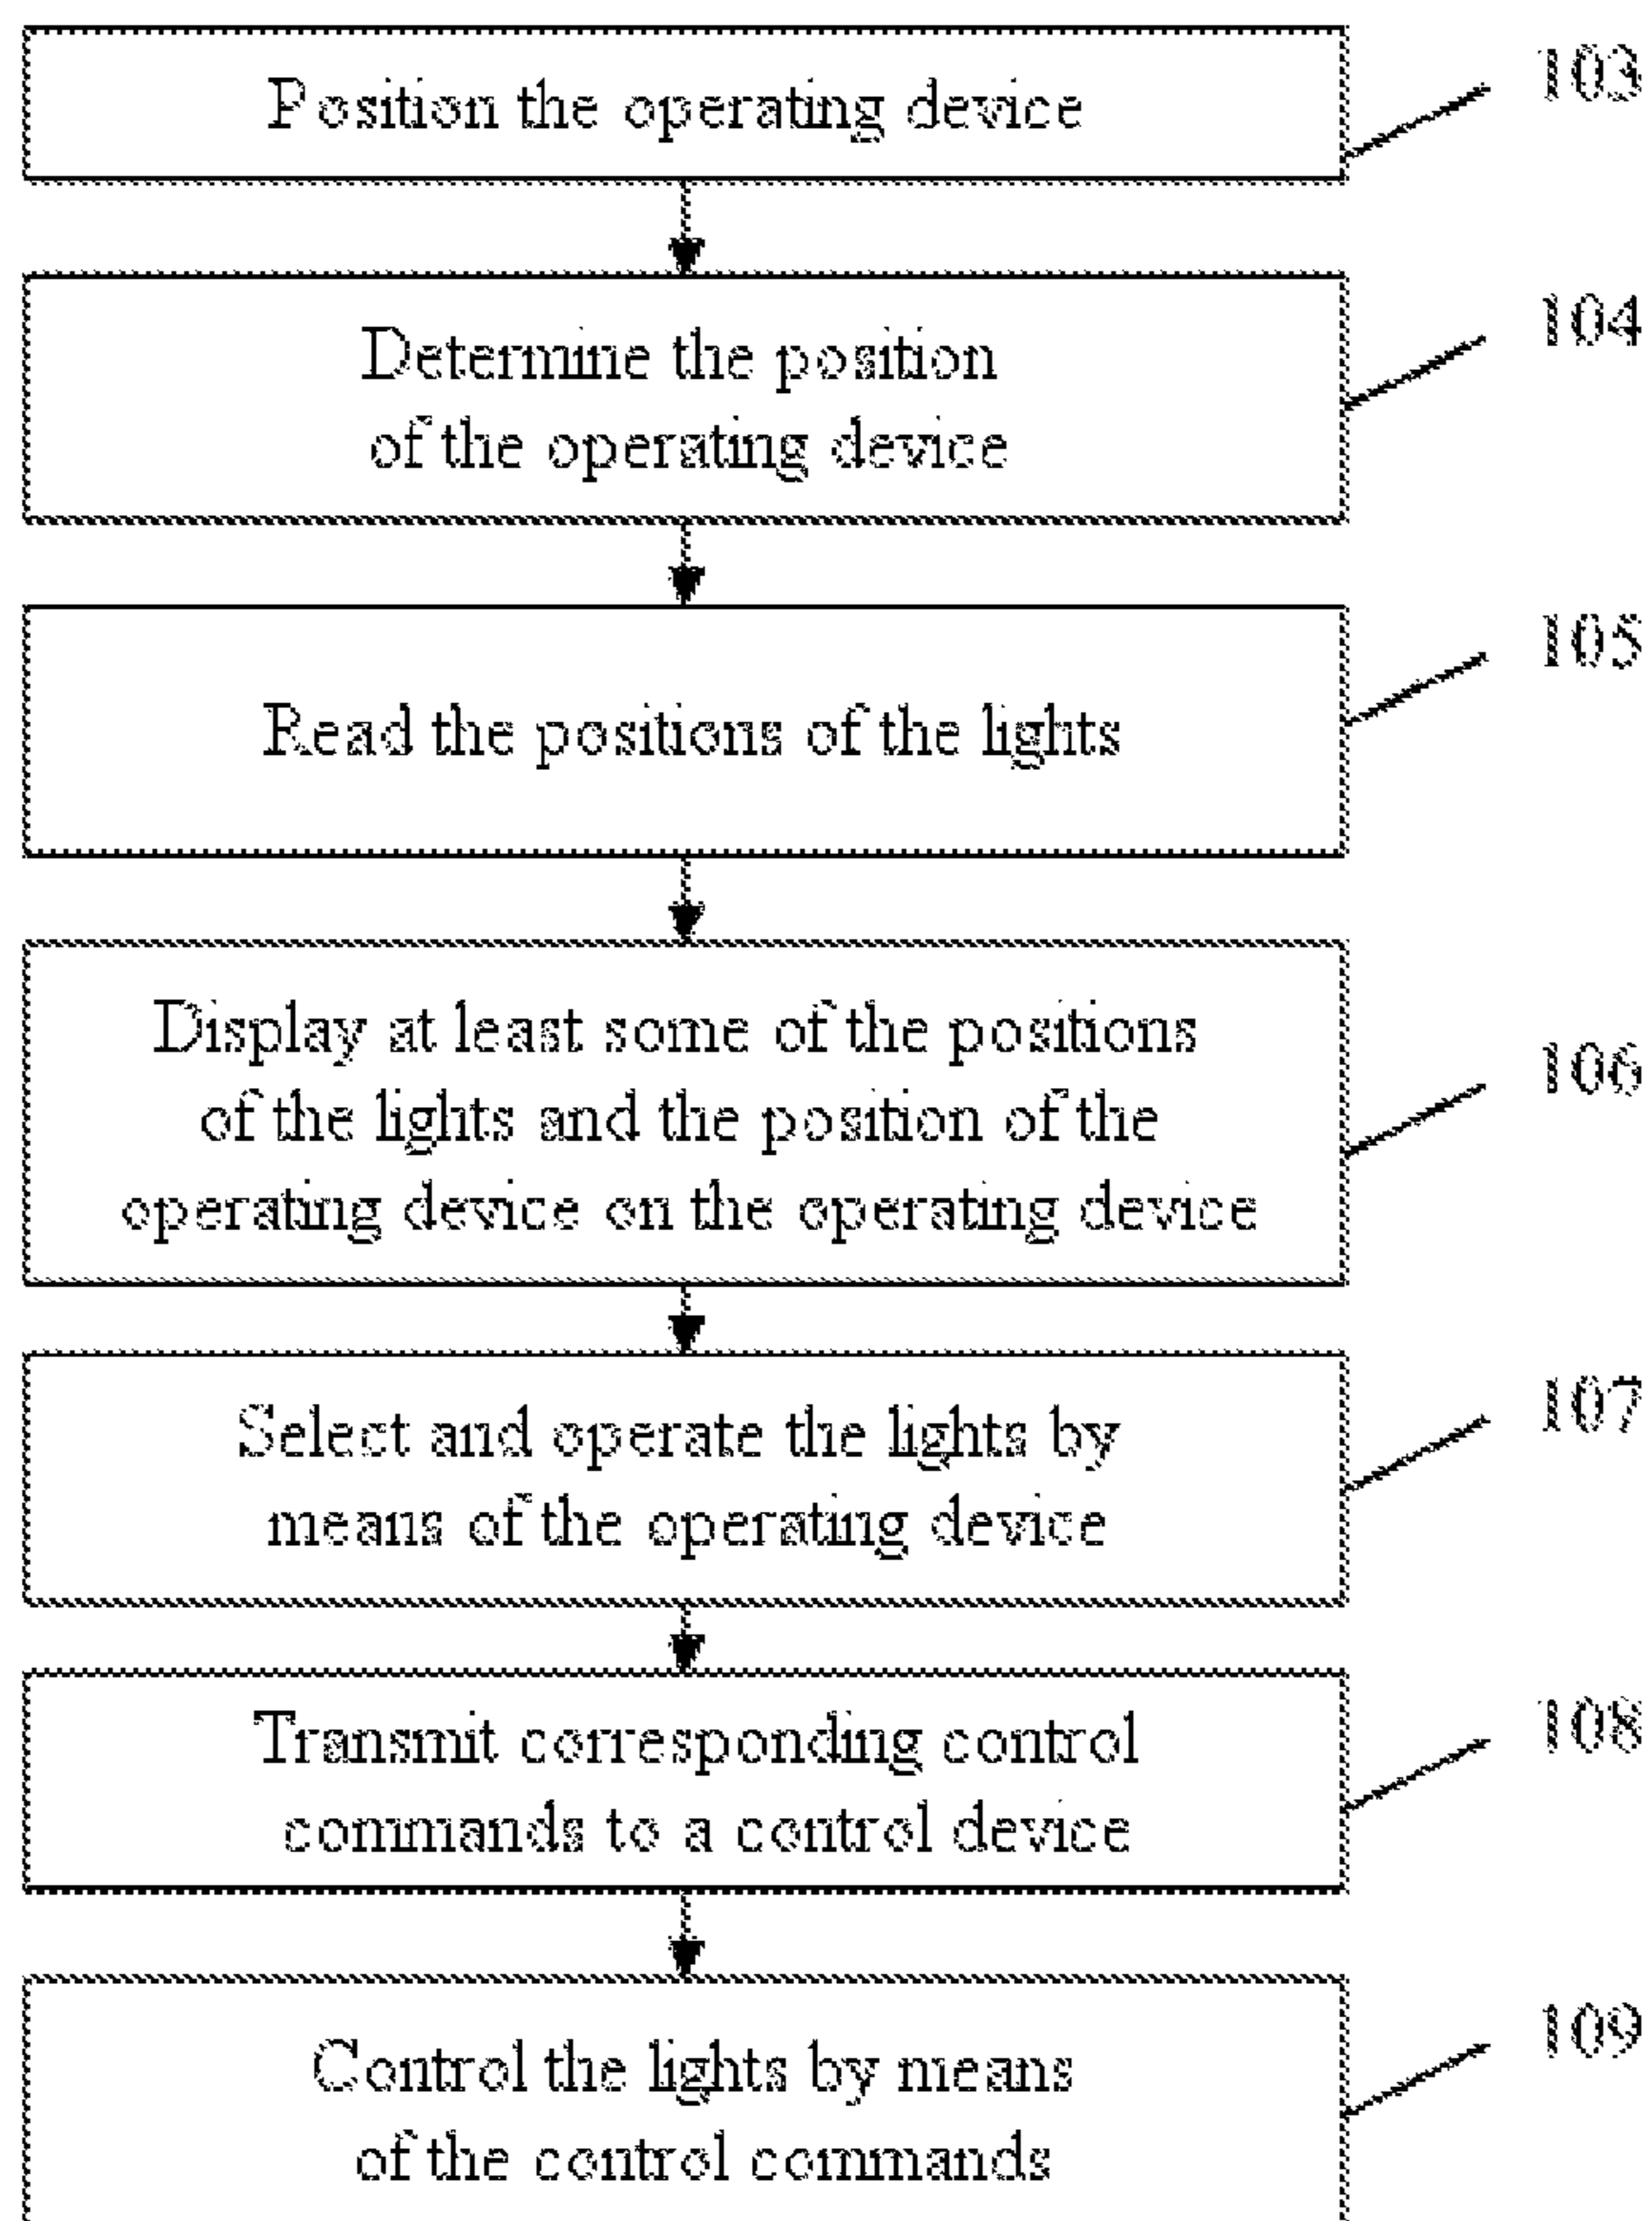 Position the operating device
103
Determine the position
of the operating device
104
Read the positions of the lights
105
Display at least some of the positions
of the lights and the position of the
operating device on the operating device
106
Select and operate the lights by
means of the operating device
107
Transmit corresponding control
commands to a control device
108
Control the lights by means
of the control commands
109